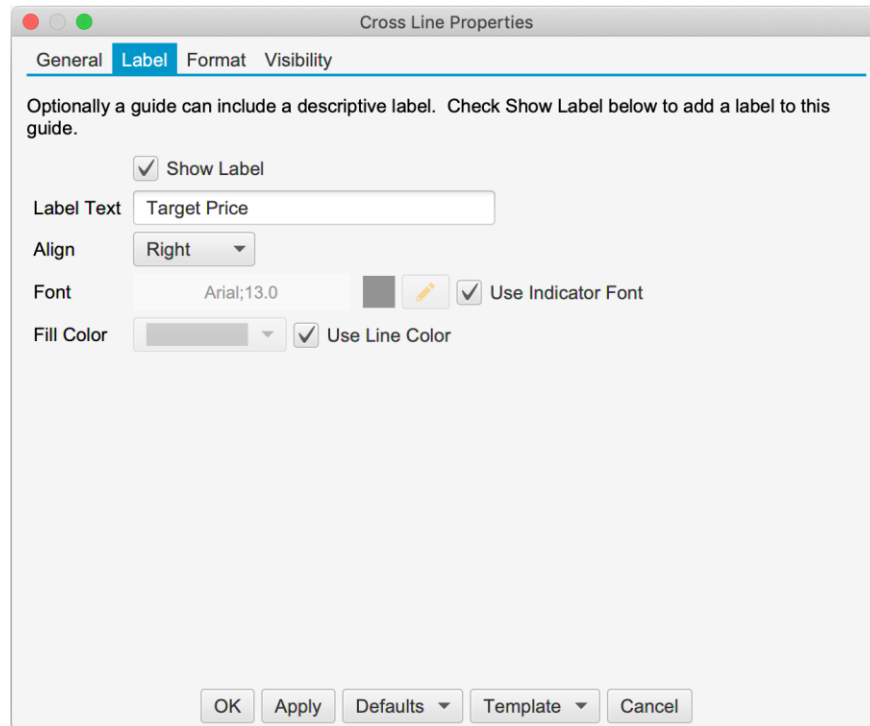 Cross Line Properties
General Label Format Visibility
Optionally a guide can include a descriptive label.  Check Show Label below to add a label to this
guide.
Show Label
Label Text Target Price
Align Right
Font Arial;13.0 Use Indicator Font
Fill Color Use Line Color
OK Apply Defaults Template Cancel